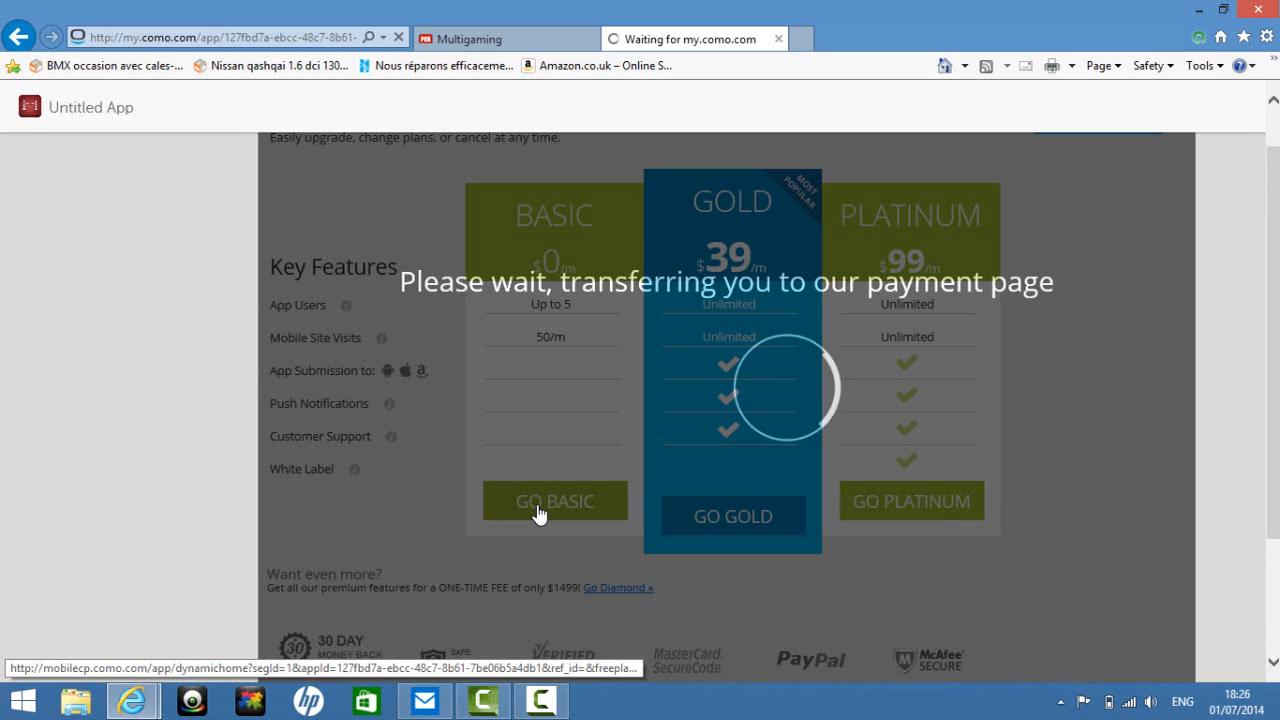 http://my.como.com/app/127fbd7a-ebcc-48c7-8b61-
Multigaming
Waiting for my.como.com
BMX occasion avec cales-...
Nissan qashqai 1.6 dci 130...
Nous réparons efficaceme...
Amazon.co.uk – Online S...
Page
Safety
Tools
Untitled App
Easily upgrade, change plans, or cancel at any time.
MOST POPULAR
BASIC
GOLD
PLATINUM
$0/m
$39/m
$99/m
Key Features
Please wait, transferring you to our payment page
App Users
Up to 5
Unlimited
Unlimited
Mobile Site Visits
50/m
Unlimited
Unlimited
App Submission to:
Push Notifications
Customer Support
White Label
GO BASIC
GO GOLD
GO PLATINUM
Want even more?
Get all our premium features for a ONE-TIME FEE of only $1499! Go Diamond »
30 DAY
MONEY BACK
SAFE
VERIFIED
MasterCard
SecureCode
PayPal
McAfee
SECURE
http://mobilecp.como.com/app/dynamichome?segId=1&appId=127fbd7a-ebcc-48c7-8b61-7be06b5a4db1&ref_id=&freepla...
ENG
18:26
01/07/2014